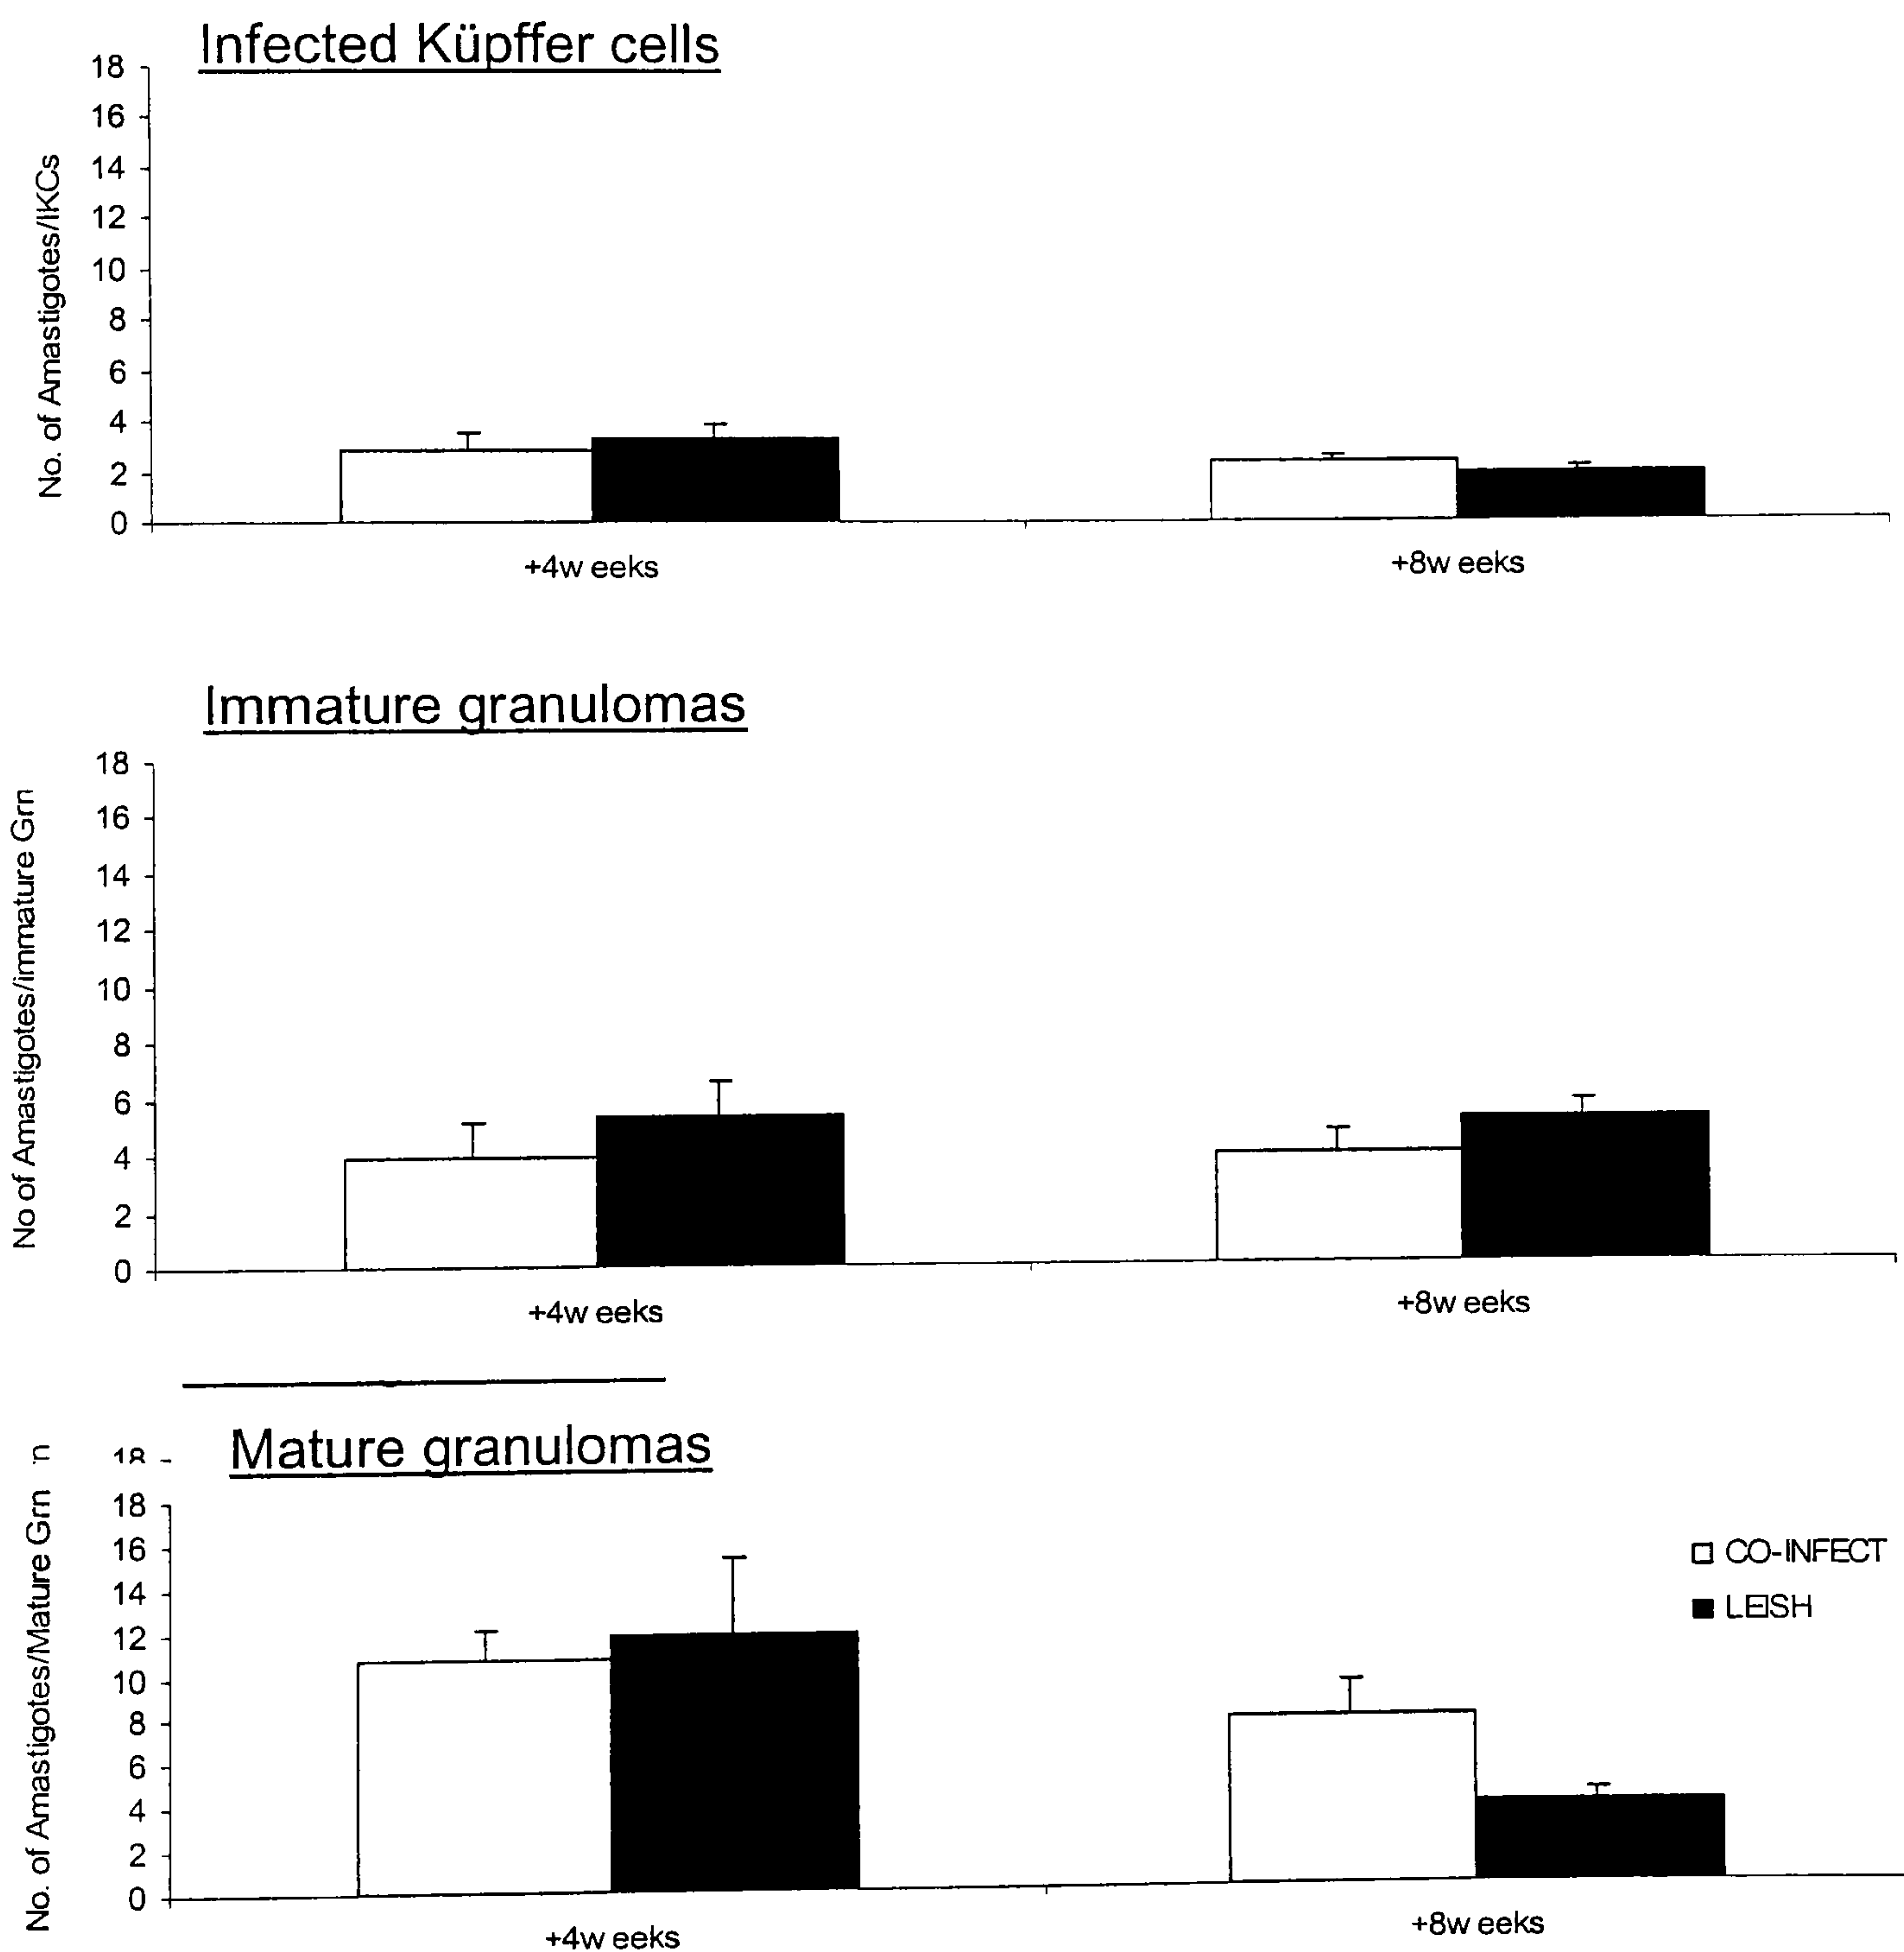 Infected Küpffer cells
No. of Amastigotes/IKCs
18
16
14
12
10
8
6
4
2
0
+4w eeks
+8w eeks
Immature granulomas
No of Amastigotes/immature Grn
18
16
14
12
10
8
6
4
2
0
+4w eeks
+8w eeks
Mature granulomas
No. of Amastigotes/Mature Grn
18
18
16
14
12
10
8
6
4
2
0
CO-INFECT
LEISH
+4w eeks
+8w eeks